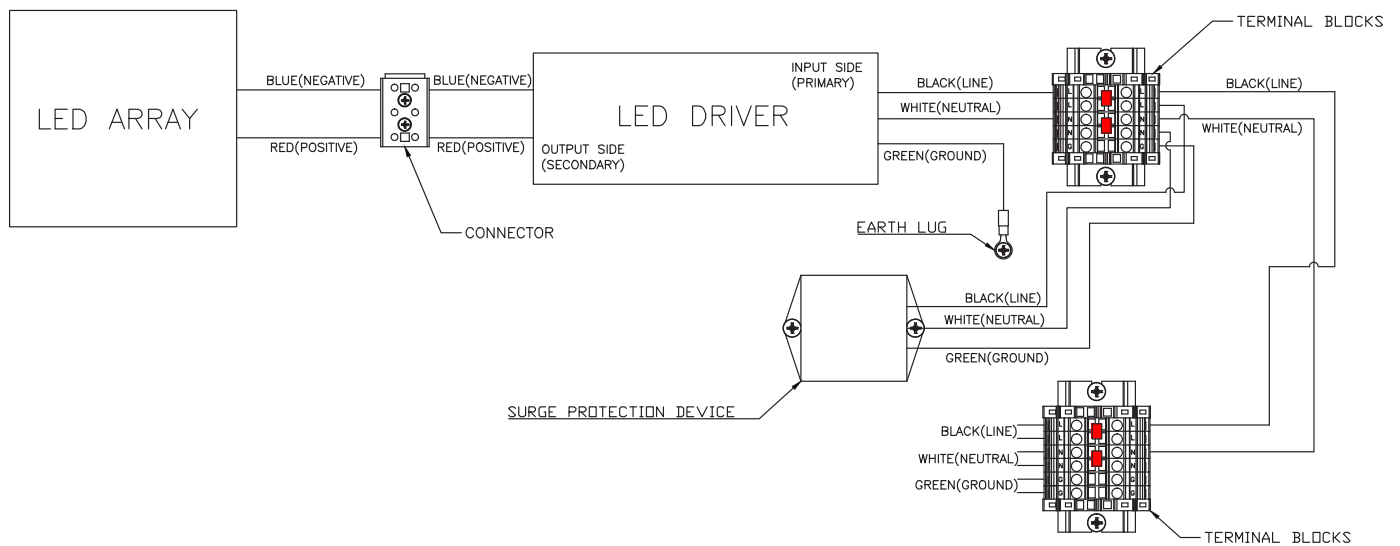 TERMINAL BLOCKS
LED ARRAY
BLUE(NEGATIVE)
BLUE(NEGATIVE)
RED(POSITIVE)
RED(POSITIVE)
CONNECTOR
INPUT SIDE
(PRIMARY)
LED DRIVER
OUTPUT SIDE
(SECONDARY)
BLACK(LINE)
WHITE(NEUTRAL)
GREEN(GROUND)
L
L
N
N
G
L
L
N
N
G
BLACK(LINE)
WHITE(NEUTRAL)
EARTH LUG
BLACK(LINE)
WHITE(NEUTRAL)
GREEN(GROUND)
SURGE PROTECTION DEVICE
BLACK(LINE)
WHITE(NEUTRAL)
GREEN(GROUND)
L
L
N
N
G
G
L
L
N
N
G
G
TERMINAL BLOCKS